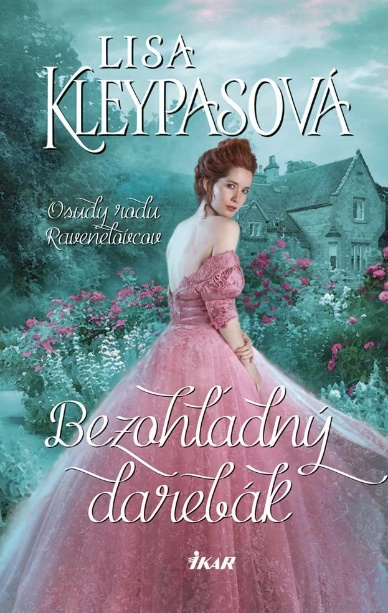 LISA
KLEYPASOVÁ
Osudy rodu
Ravenelovcov
Bezohľadný
darebák
IKAR